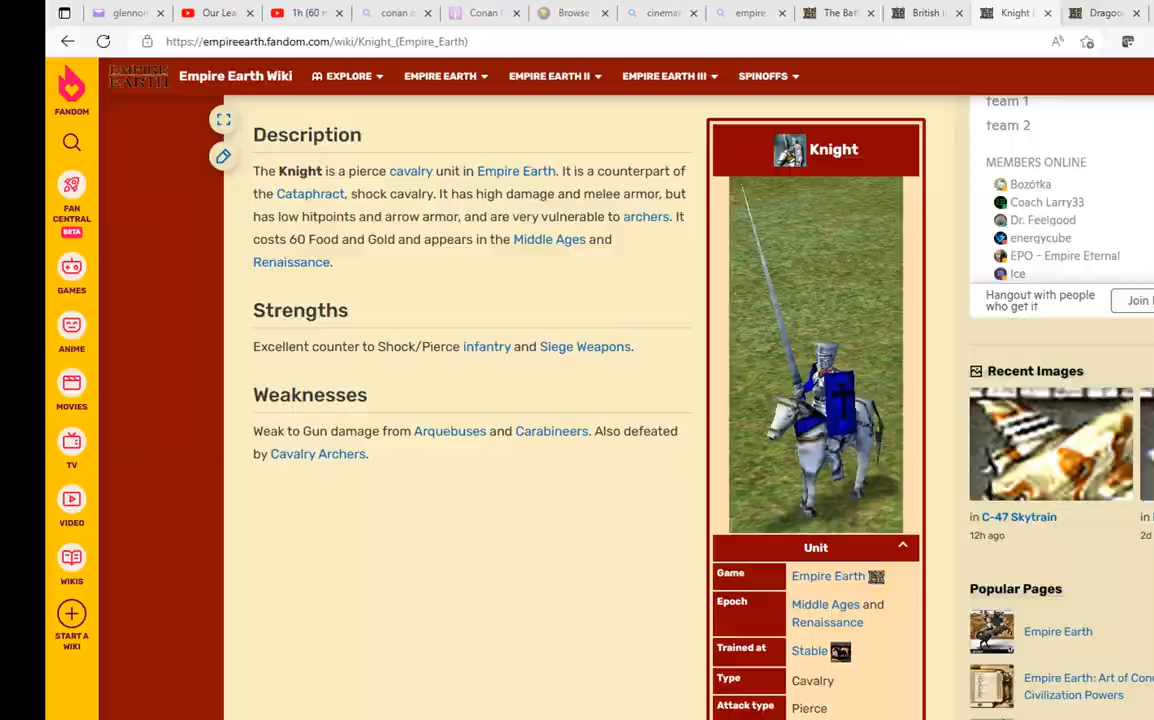 glennon
Our Lea
1h (60 m
conan o
Conan C
Browse
cinemat
empire
The Bat
British I
Knight (
Dragoo
https://empireearth.fandom.com/wiki/Knight_(Empire_Earth)
FANDOM
FAN CENTRAL
BETA
GAMES
ANIME
MOVIES
TV
VIDEO
WIKIS
START A WIKI
EMPIRE EARTH
Empire Earth Wiki
EXPLORE
EMPIRE EARTH
EMPIRE EARTH II
EMPIRE EARTH III
SPINOFFS
Description
The Knight is a pierce cavalry unit in Empire Earth. It is a counterpart of
the Cataphract, shock cavalry. It has high damage and melee armor, but
has low hitpoints and arrow armor, and are very vulnerable to archers. It
costs 60 Food and Gold and appears in the Middle Ages and
Renaissance.
Strengths
Excellent counter to Shock/Pierce infantry and Siege Weapons.
Weaknesses
Weak to Gun damage from Arquebuses and Carabineers. Also defeated
by Cavalry Archers.
Knight
Unit
Game Empire Earth
Epoch Middle Ages and
Renaissance
Trained at Stable
Type Cavalry
Attack type Pierce
team 1
team 2
MEMBERS ONLINE
Bozótka
Coach Larry33
Dr. Feelgood
energycube
EPO - Empire Eternal
Ice
Hangout with people
who get it
Join
Recent Images
in C-47 Skytrain
12h ago
in
2d
Popular Pages
Empire Earth
Empire Earth: Art of Con
Civilization Powers